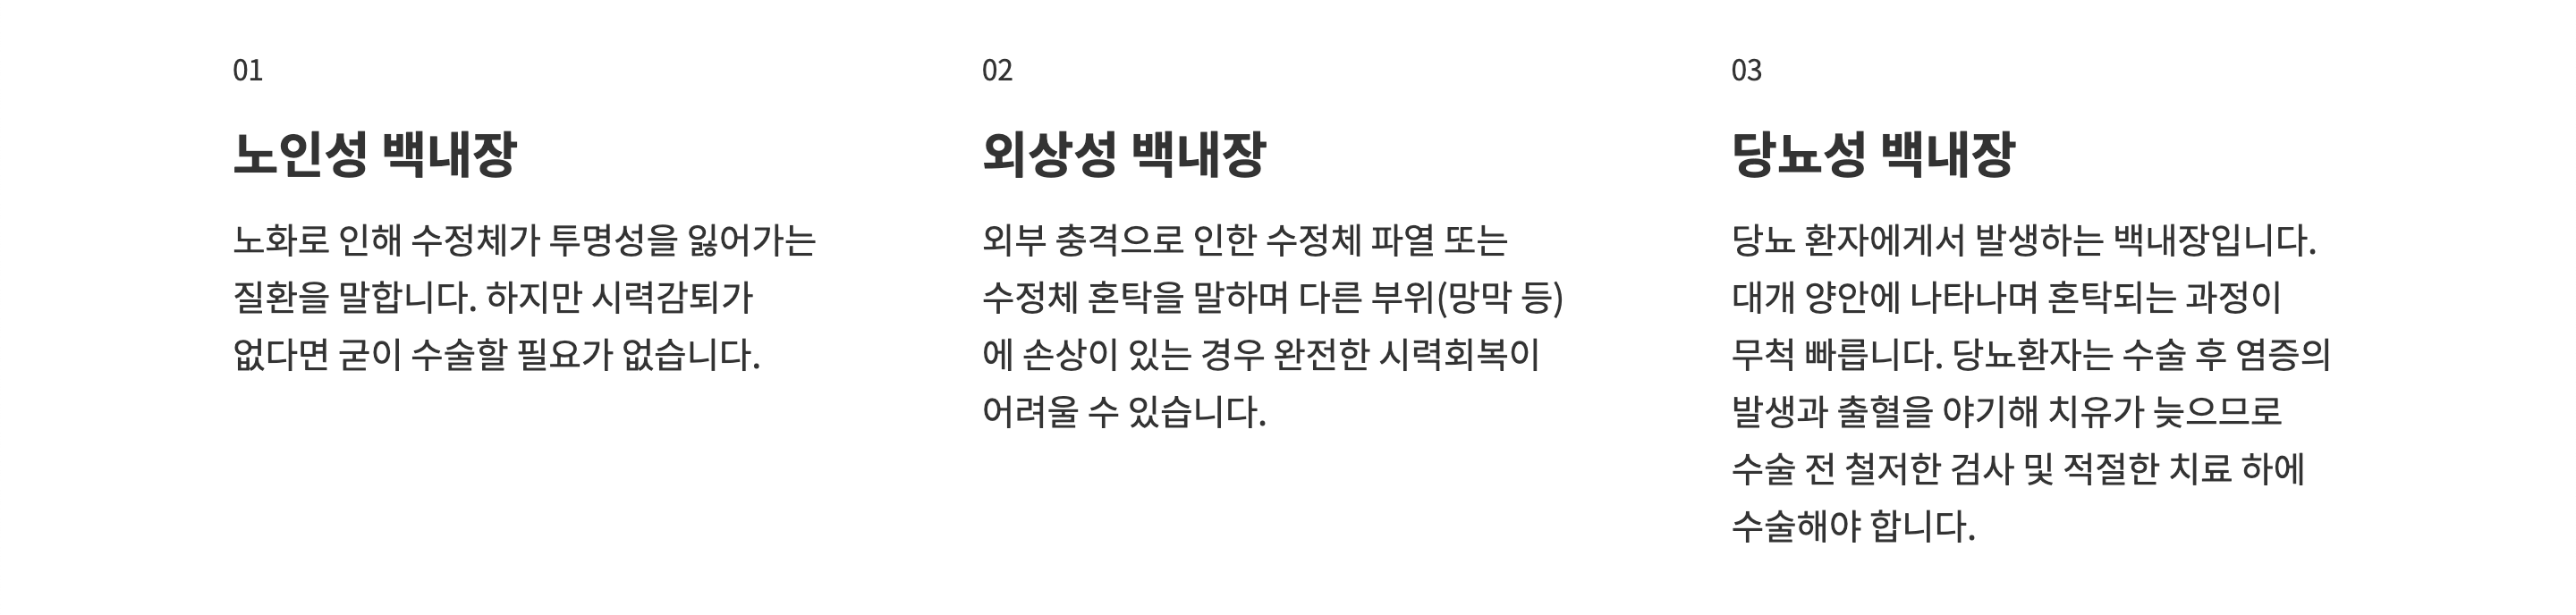 01
노인성 백내장
노화로 인해 수정체가 투명성을 잃어가는
질환을 말합니다. 하지만 시력감퇴가
없다면 굳이 수술할 필요가 없습니다.
02
외상성 백내장
외부 충격으로 인한 수정체 파열 또는
수정체 혼탁을 말하며 다른 부위(망막 등)
에 손상이 있는 경우 완전한 시력회복이
어려울 수 있습니다.
03
당뇨성 백내장
당뇨 환자에게서 발생하는 백내장입니다.
대개 양안에 나타나며 혼탁되는 과정이
무척 빠릅니다. 당뇨환자는 수술 후 염증의
발생과 출혈을 야기해 치유가 늦으므로
수술 전 철저한 검사 및 적절한 치료 하에
수술해야 합니다.